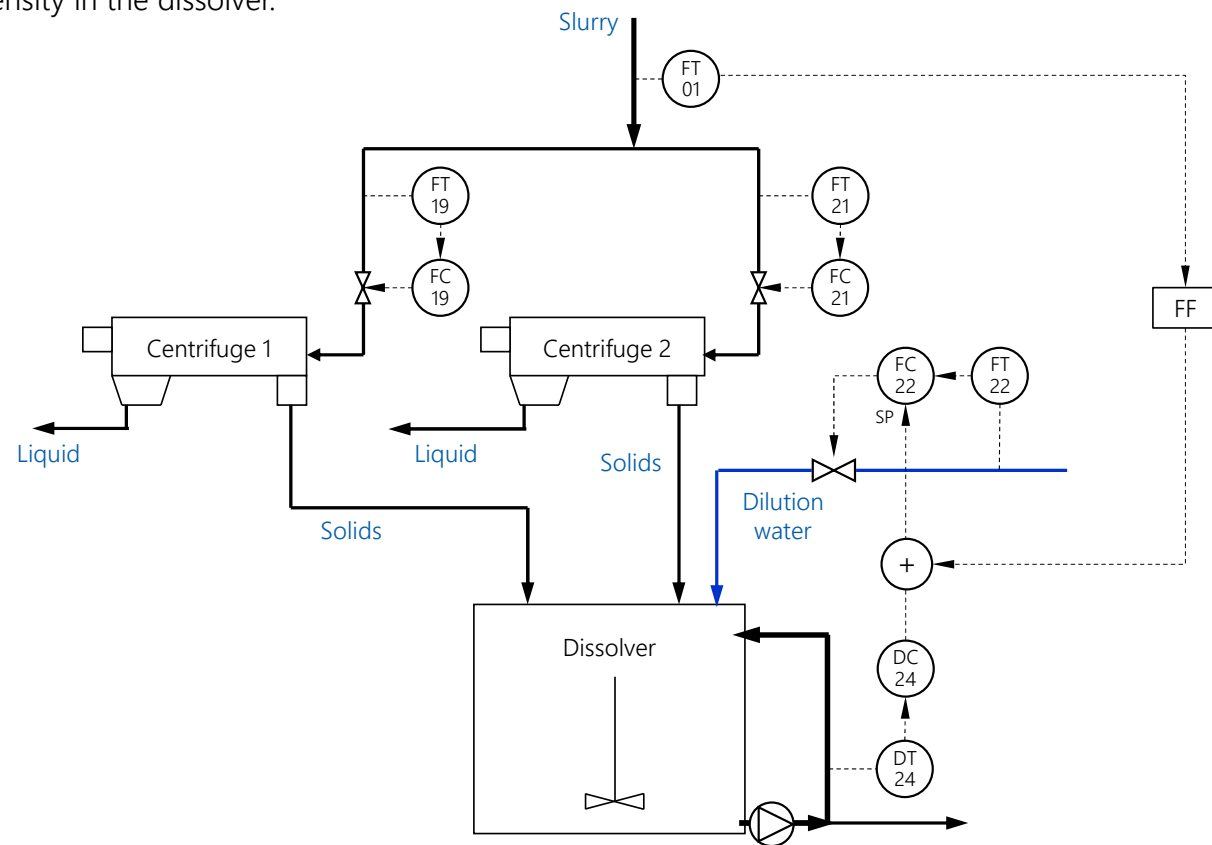 ensity in the dissolver.
Slurry
FT
01
FT
19
FT
21
FC
19
FC
21
FF
Centrifuge 1
Centrifuge 2
FC
22
FT
22
SP
Liquid
Liquid
Solids
Dilution
water
Solids
+
Dissolver
DC
24
DT
24